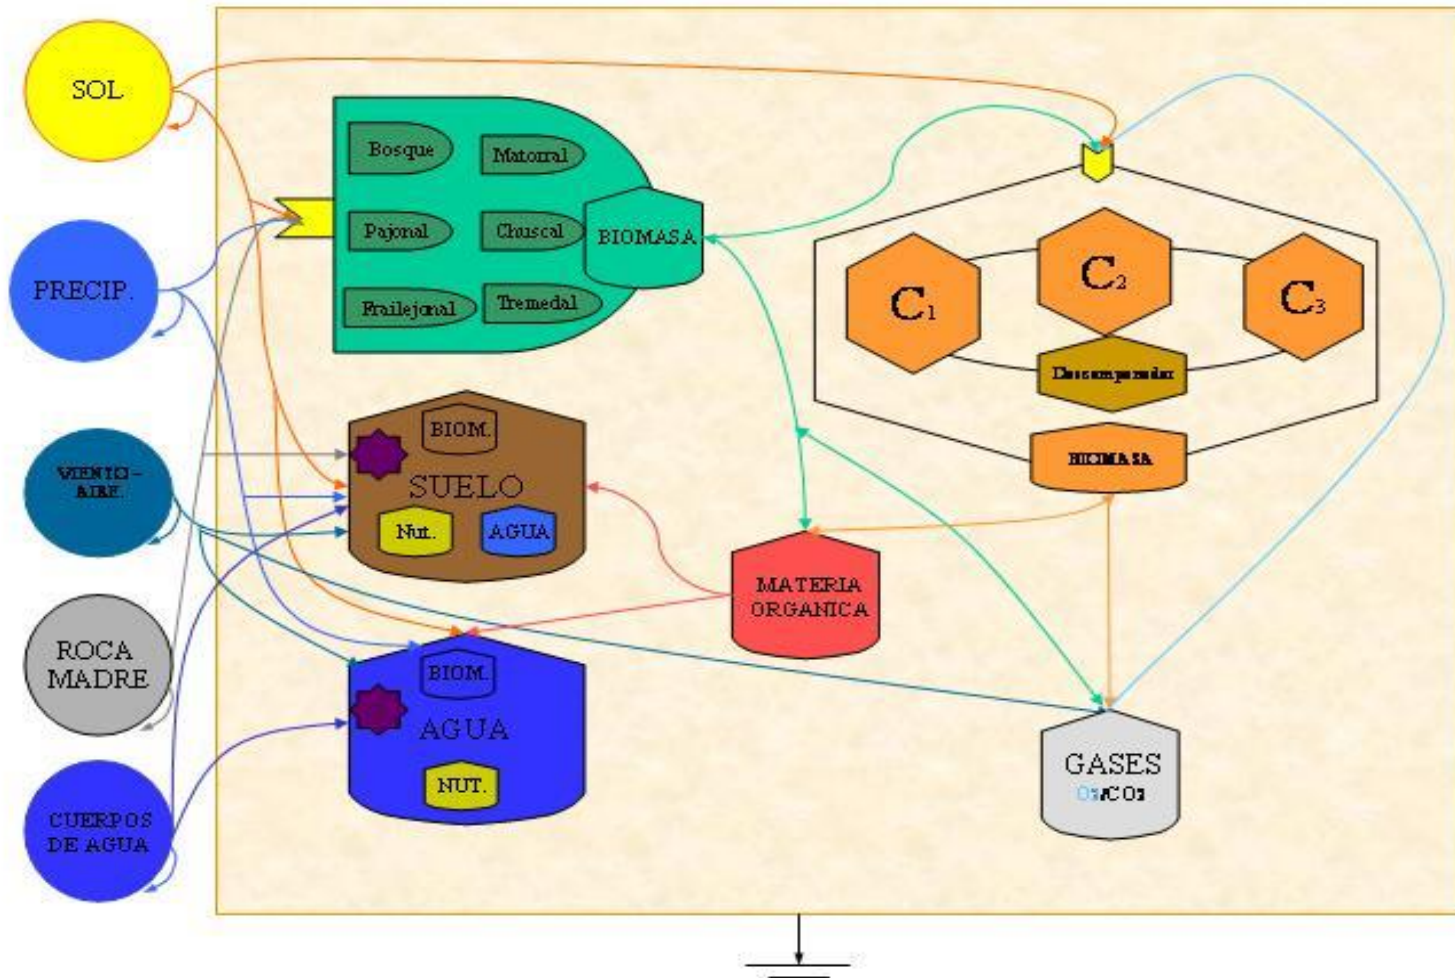 SOL
PRECIP.
VIENTO –
AIRE.
ROCA
MADRE
CUERPOS
DE AGUA
Bosque
Matorral
Pajonal
Chuscal
Frailejonal
Tremedal
BIOMASA
BIOM.
SUELO
Nut.
AGUA
BIOM.
AGUA
NUT.
MATERIA
ORGANICA
C1
C2
C3
Descomponedor
BIOMASA
GASES
O2/CO2